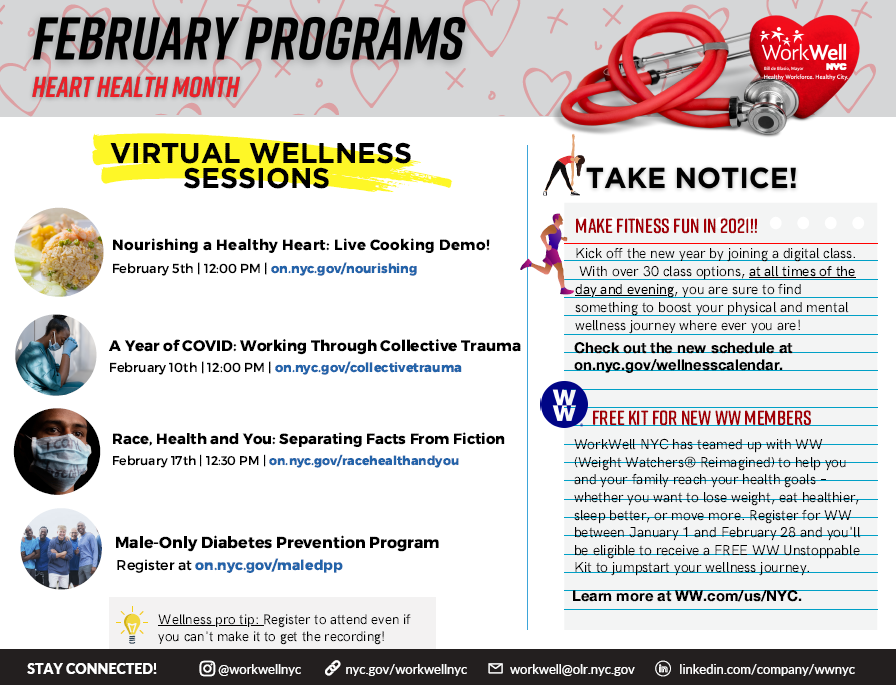 FEBRUARY PROGRAMS
HEART HEALTH MONTH
WorkWell
NYC
Bill de Blasio, Mayor
Healthy Workforce. Healthy City.
VIRTUAL WELLNESS
SESSIONS
Nourishing a Healthy Heart: Live Cooking Demo!
February 5th | 12:00 PM | on.nyc.gov/nourishing
A Year of COVID: Working Through Collective Trauma
February 10th | 12:00 PM | on.nyc.gov/collectivetrauma
Race, Health and You: Separating Facts From Fiction
February 17th | 12:30 PM | on.nyc.gov/racehealthandyou
Male-Only Diabetes Prevention Program
Register at on.nyc.gov/maledpp
Wellness pro tip: Register to attend even if
you can't make it to get the recording!
TAKE NOTICE!
MAKE FITNESS FUN IN 2021!!
Kick off the new year by joining a digital class.
With over 30 class options, at all times of the
day and evening, you are sure to find
something to boost your physical and mental
wellness journey where ever you are!
Check out the new schedule at
on.nyc.gov/wellnesscalendar.
W
W
FREE KIT FOR NEW WW MEMBERS
WorkWell NYC has teamed up with WW
(Weight Watchers® Reimagined) to help you
and your family reach your health goals –
whether you want to lose weight, eat healthier,
sleep better, or move more. Register for WW
between January 1 and February 28 and you'll
be eligible to receive a FREE WW Unstoppable
Kit to jumpstart your wellness journey.
Learn more at WW.com/us/NYC.
STAY CONNECTED!
@workwellnyc
nyc.gov/workwellnyc
workwell@olr.nyc.gov
linkedin.com/company/wwnyc